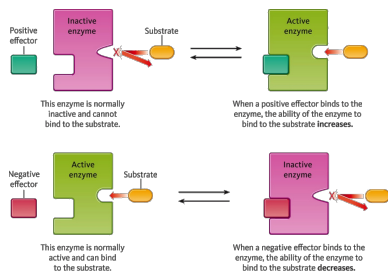 Positive
effector
Inactive
enzyme
Substrate
X
Active
enzyme
This enzyme is normally
inactive and cannot
bind to the substrate.
When a positive effector binds to the
enzyme, the ability of the enzyme to
bind to the substrate increases.
Negative
effector
Active
enzyme
Substrate
Inactive
enzyme
X
This enzyme is normally
active and can bind
to the substrate.
When a negative effector binds to the
enzyme, the ability of the enzyme to
bind to the substrate decreases.